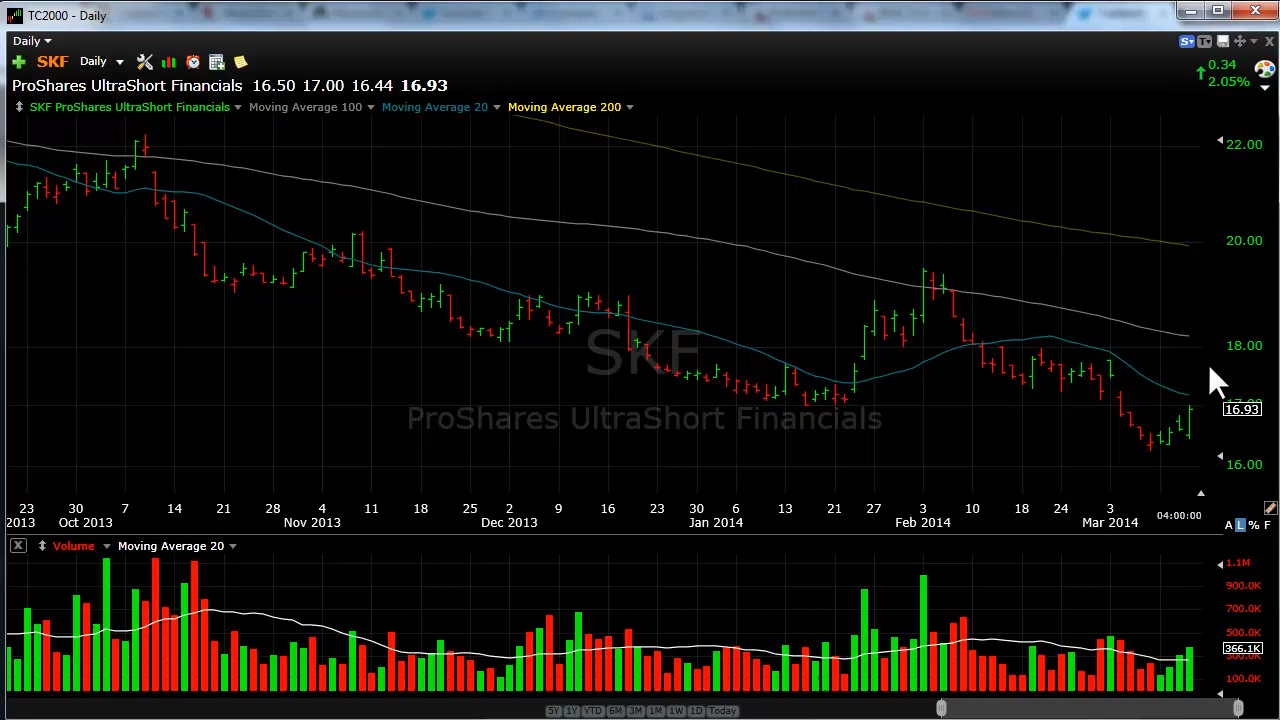 TC2000 - Daily
Daily
S T
SKF Daily
0.34
2.05%
ProShares UltraShort Financials 16.50 17.00 16.44 16.93
SKF ProShares UltraShort Financials Moving Average 100 Moving Average 20 Moving Average 200
22.00
20.00
18.00
17.00
16.93
16.00
SKF
ProShares UltraShort Financials
23 30 7 14 21 28 4 11 18 25 2 9 16 23 30 6 13 21 27 3 10 18 24 3
2013 Oct 2013 Nov 2013 Dec 2013 Jan 2014 Feb 2014 Mar 2014 04:00:00
A L % F
X Volume Moving Average 20
1.1M
900.0K
700.0K
500.0K
366.1K
300.0K
100.0K
5Y 1Y YTD 6M 3M 1M 1W 1D Today